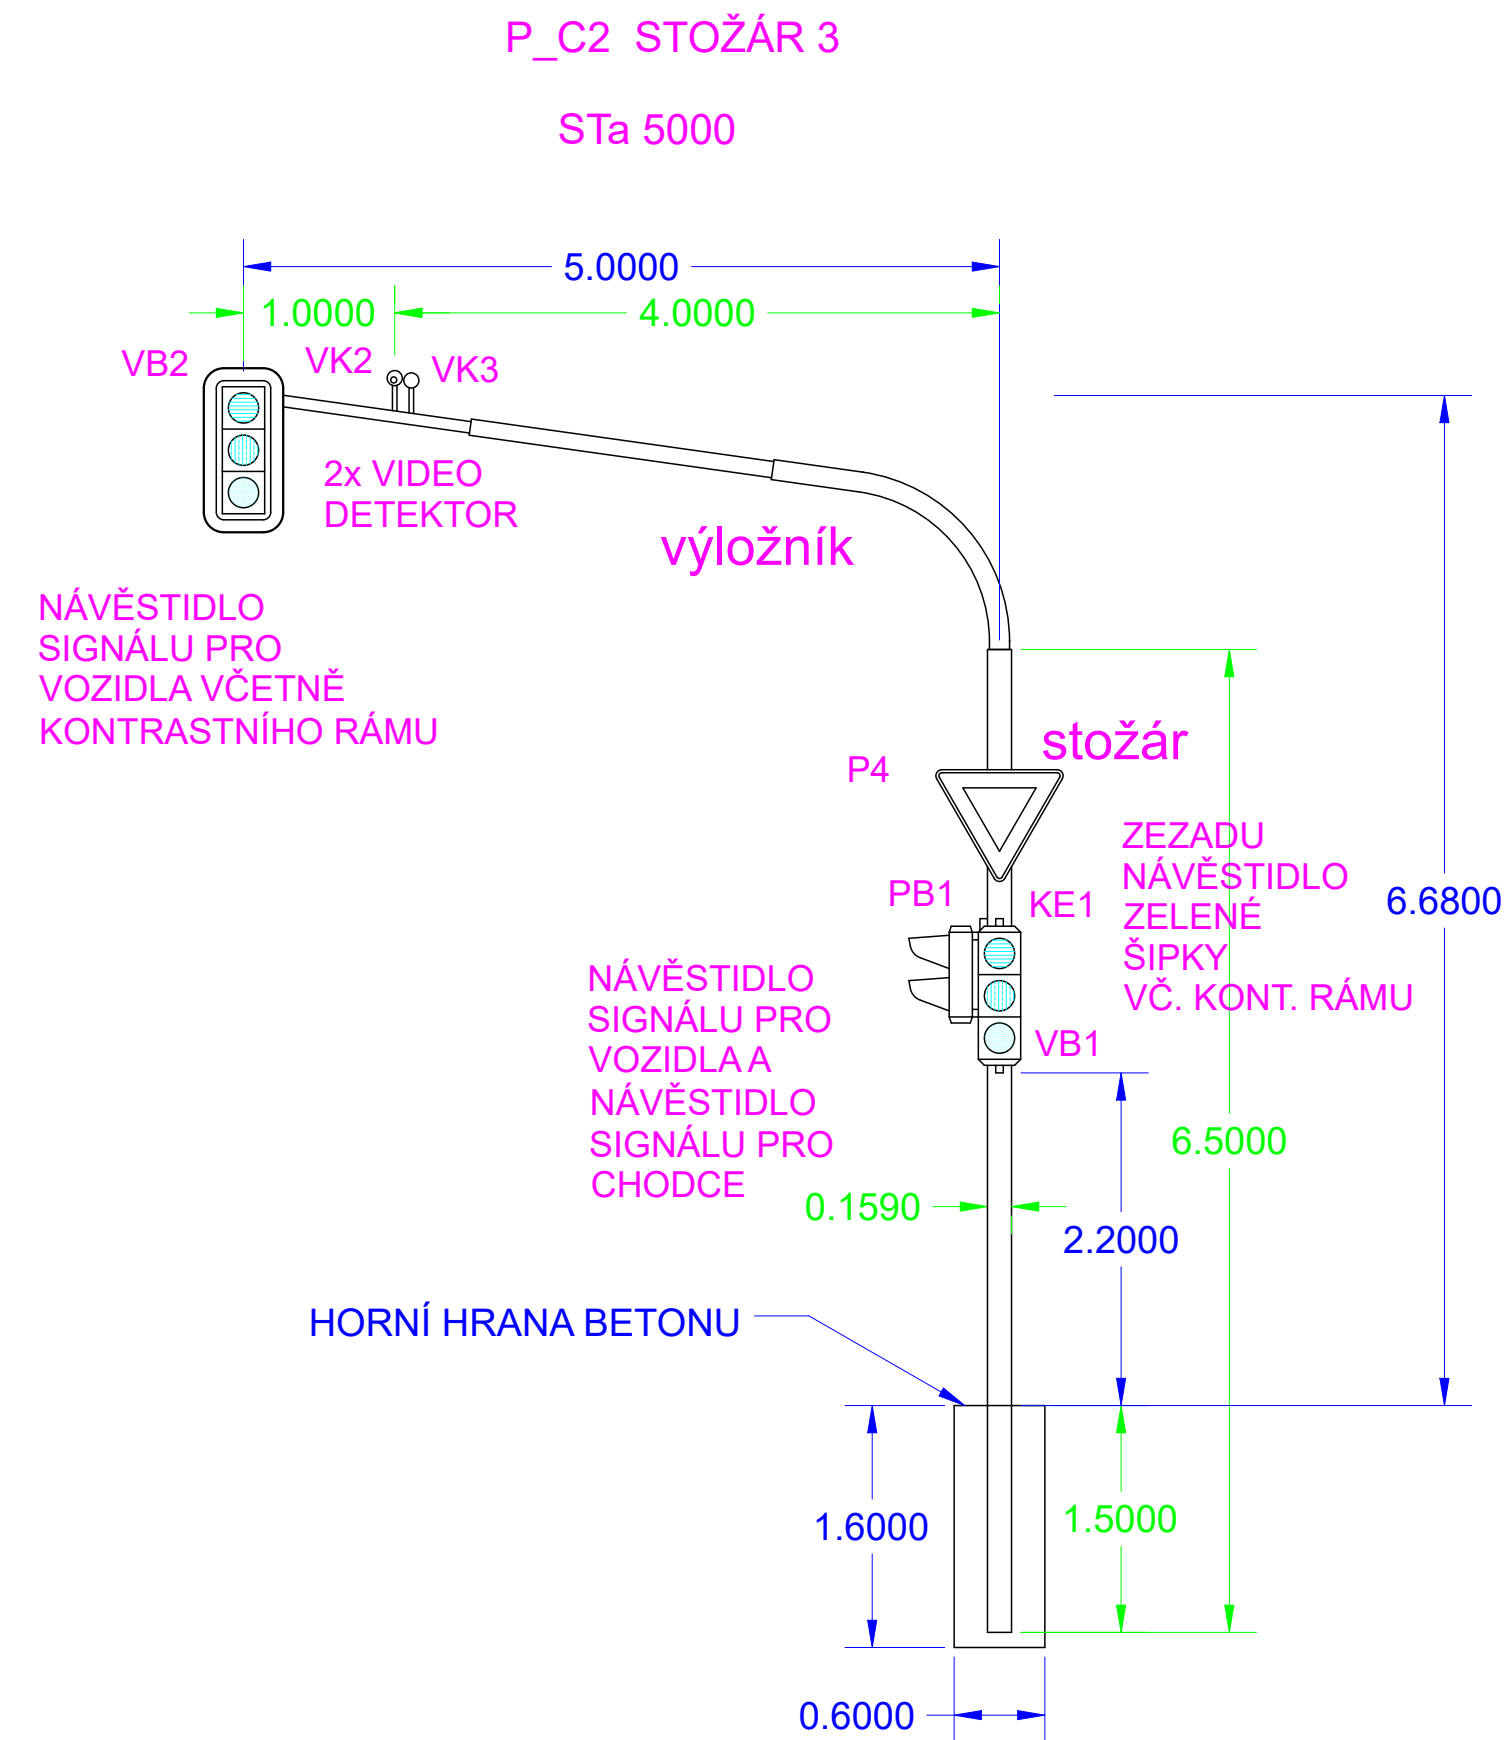 P_C2 STOŽÁR 3
STa 5000
5.0000
1.0000
4.0000
VB2
VK2
VK3
2x VIDEO
DETEKTOR
výložník
NÁVĚSTIDLO
SIGNÁLU PRO
VOZIDLA VČETNĚ
KONTRASTNÍHO RÁMU
stožár
P4
ZEZADU
NÁVĚSTIDLO
ZELENÉ
ŠIPKY
VČ. KONT. RÁMU
6.6800
PB1
KE1
NÁVĚSTIDLO
SIGNÁLU PRO
VOZIDLA A
NÁVĚSTIDLO
SIGNÁLU PRO
CHODCE
VB1
6.5000
0.1590
2.2000
HORNÍ HRANA BETONU
1.6000
1.5000
0.6000